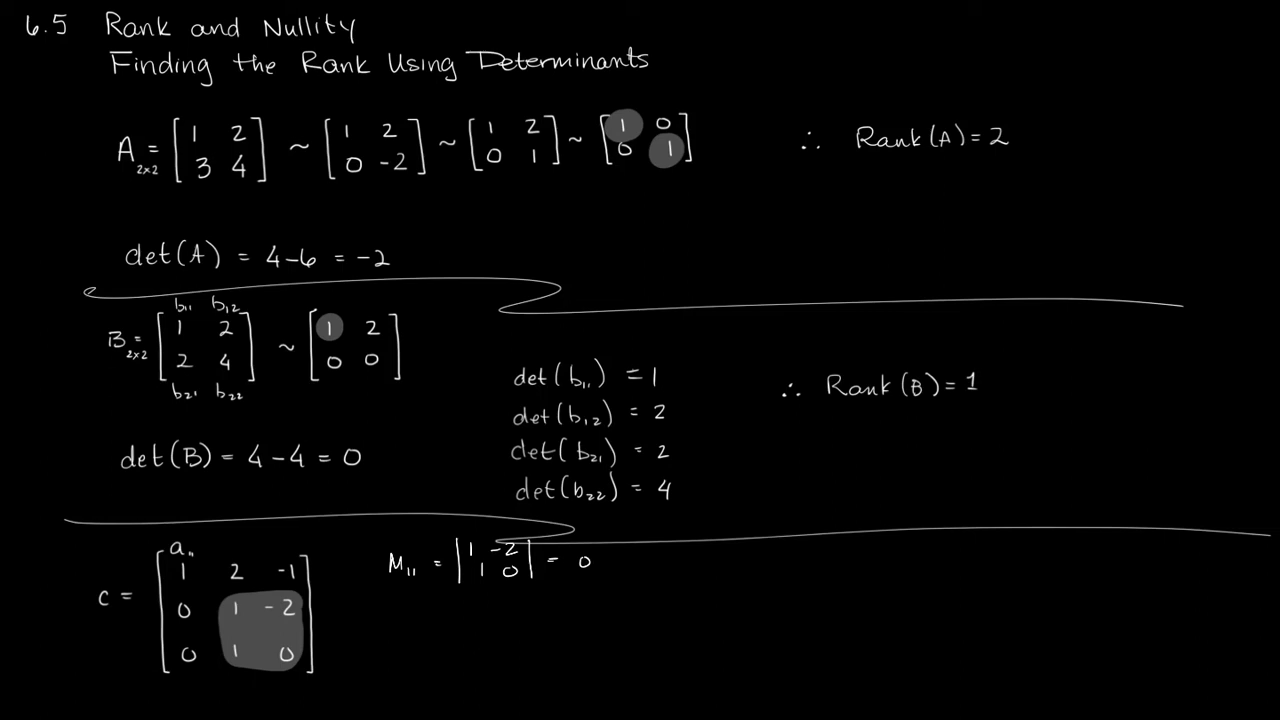 6.5 Rank and Nullity
Finding the Rank Using Determinants
A₂ₓ₂ = [1 2; 3 4] ~ [1 2; 0 -2] ~ [1 2; 0 1] ~ [1 0; 0 1] ∴ Rank(A) = 2
det(A) = 4-6 = -2
b₁₁ b₁₂
B₂ₓ₂ = [1 2; 2 4] ~ [1 2; 0 0]
b₂₁ b₂₂
det(b₁₁) = 1
det(b₁₂) = 2
det(b₂₁) = 2
det(b₂₂) = 4
∴ Rank(B) = 1
det(B) = 4-4 = 0
a₁₁
C = [1 2 -1; 0 1 -2; 0 1 0]
M₁₁ = |1 -2; 1 0| = 0